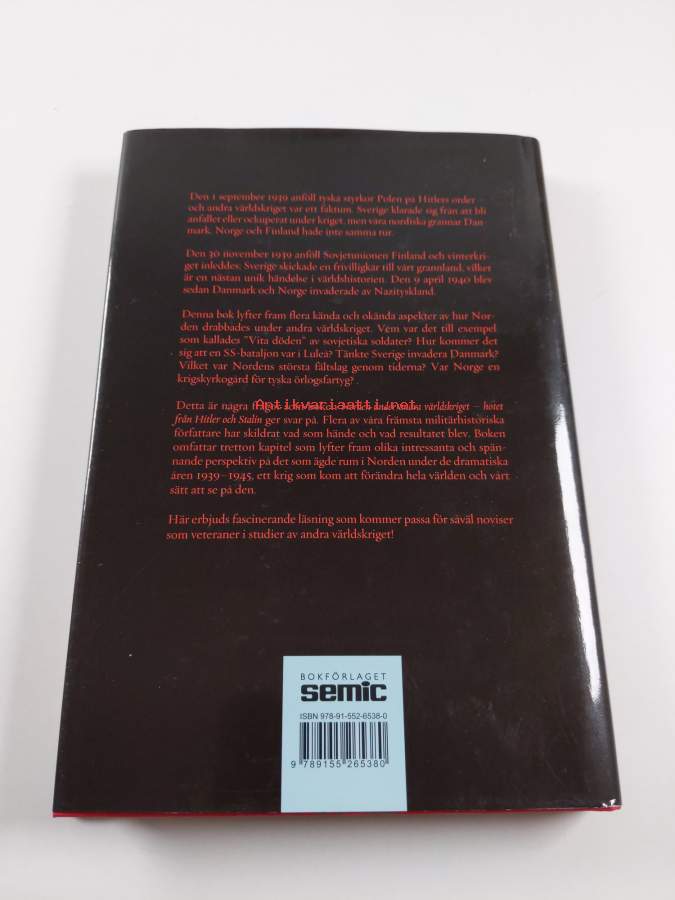 Den 1 september 1939 anföll tyska styrkor Polen på Hitlers order –
och andra världskriget var ett faktum. Sverige klarade sig från att bli
anfallet eller ockuperat under kriget, men våra nordiska grannar Dan
mark, Norge och Finland hade inte samma tur.
Den 30 november 1939 anföll Sovjetunionen Finland och vinterkri-
get inleddes. Sverige skickade en frivilligkår till vårt grannland, vilket
är en nästan unik händelse i världshistorien. Den 9 april 1940 blev
sedan Danmark och Norge invaderade av Nazityskland.
Denna bok lyfter fram flera kända och okända aspekter av hur Nor-
den drabbades under andra världskriget. Vem var det till exempel
som kallades "Vita döden" av sovjetiska soldater? Hur kommer det
sig att en SS-bataljon var i Luleå? Tänkte Sverige invadera Danmark?
Vilket var Nordens största fältslag genom tiderna? Var Norge en
krigskyrkogård för tyska örlogsfartyg?
Antikvariaatti.net
Detta är några världskriget – hotet
från Hitler och Stalin ger svar på. Flera av våra främsta militärhistoriska
författare har skildrat vad som hände och vad resultatet blev. Boken
omfattar tretton kapitel som lyfter fram olika intressanta och spän-
nande perspektiv på det som ägde rum i Norden under de dramatiska
åren 1939–1945, ett krig som kom att förändra hela världen och vårt
sätt att se på den.
Här erbjuds fascinerande läsning som kommer passa för såväl noviser
som veteraner i studier av andra världskriget!
BOKFÖRLAGET
semic
ISBN 978-91-552-6538-0
9 789155 265380